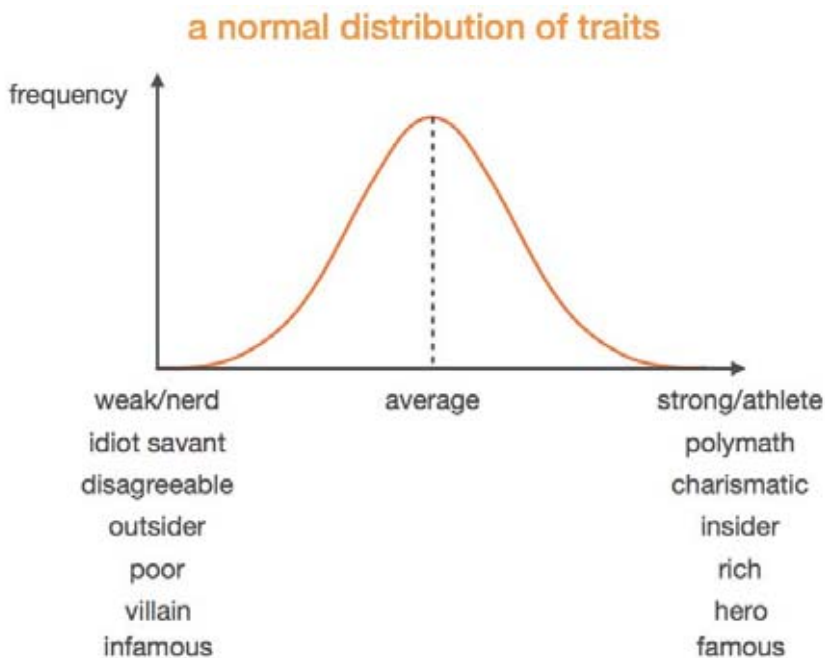 a normal distribution of traits
frequency
weak/nerd average strong/athlete
idiot savant polymath
disagreeable charismatic
outsider insider
poor rich
villain hero
infamous famous